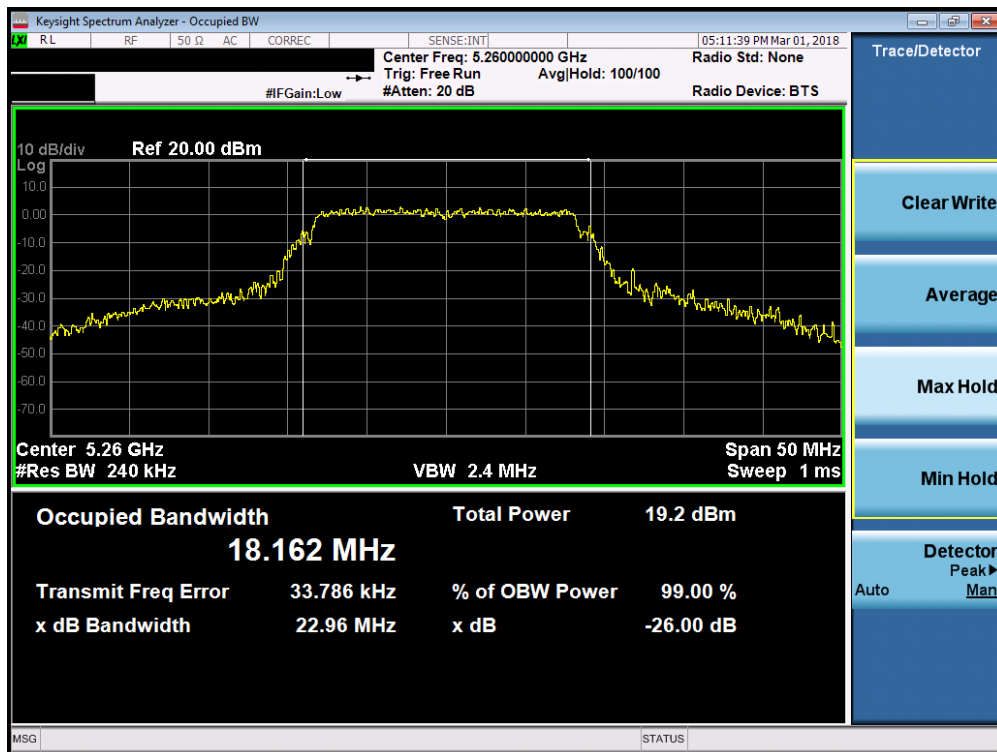 Keysight Spectrum Analyzer - Occupied BW
LXI RL RF 50 Ω AC CORREC SENSE:INT 05:11:39 PM Mar 01, 2018
Center Freq: 5.260000000 GHz Radio Std: None
Trig: Free Run Avg|Hold: 100/100
#IFGain:Low #Atten: 20 dB Radio Device: BTS
Trace/Detector
10 dB/div Ref 20.00 dBm
Log
10.0
0.00
-10.0
-20.0
-30.0
-40.0
-50.0
-60.0
-70.0
Center 5.26 GHz Span 50 MHz
#Res BW 240 kHz VBW 2.4 MHz Sweep 1 ms
Occupied Bandwidth Total Power 19.2 dBm
18.162 MHz
Transmit Freq Error 33.786 kHz % of OBW Power 99.00 %
x dB Bandwidth 22.96 MHz x dB -26.00 dB
Clear Write
Average
Max Hold
Min Hold
Detector
Peak▶
Auto Man
MSG STATUS